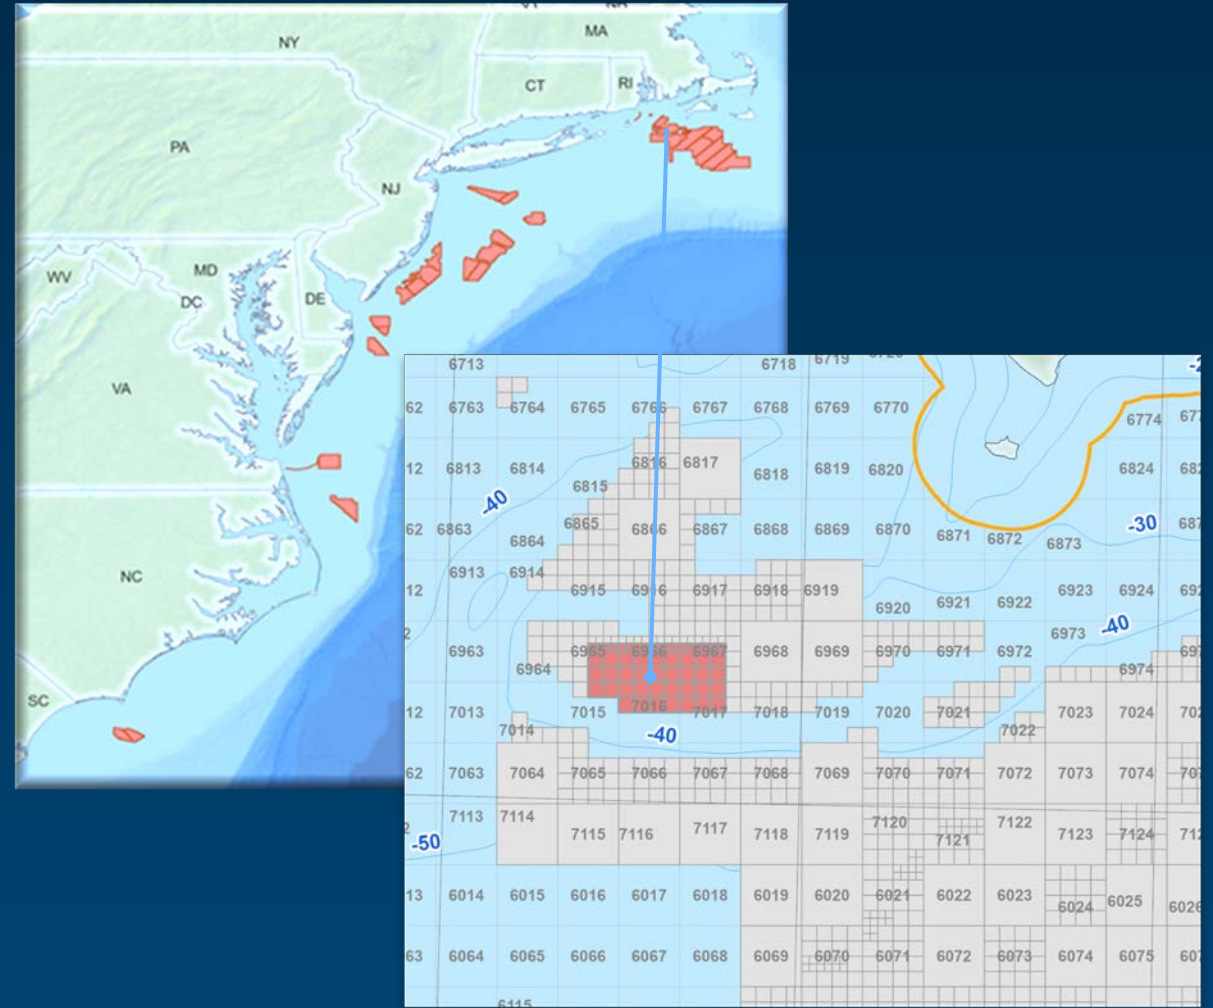 NY
MA
CT
RI
PA
NJ
WV
MD
DC
DE
VA
NC
SC
6713 6718 6719
62 6763 6764 6765 6766 6767 6768 6769 6770 6774
12 6813 6814 6815 6816 6817 6818 6819 6820 6824
-40
62 6863 6864 6865 6866 6867 6868 6869 6870 6871 6872 6873 -30
12 6913 6914 6915 6916 6917 6918 6919 6920 6921 6922 6923 6924
-40
2 6963 6964 6965 6966 6967 6968 6969 6970 6971 6972 6973 6974
12 7013 7014 7015 7016 7017 7018 7019 7020 7021 7022 7023 7024
-40
62 7063 7064 7065 7066 7067 7068 7069 7070 7071 7072 7073 7074
7113 7114 7115 7116 7117 7118 7119 7120 7121 7122 7123 7124
-50
13 6014 6015 6016 6017 6018 6019 6020 6021 6022 6023 6024 6025 6026
63 6064 6065 6066 6067 6068 6069 6070 6071 6072 6073 6074 6075
6115